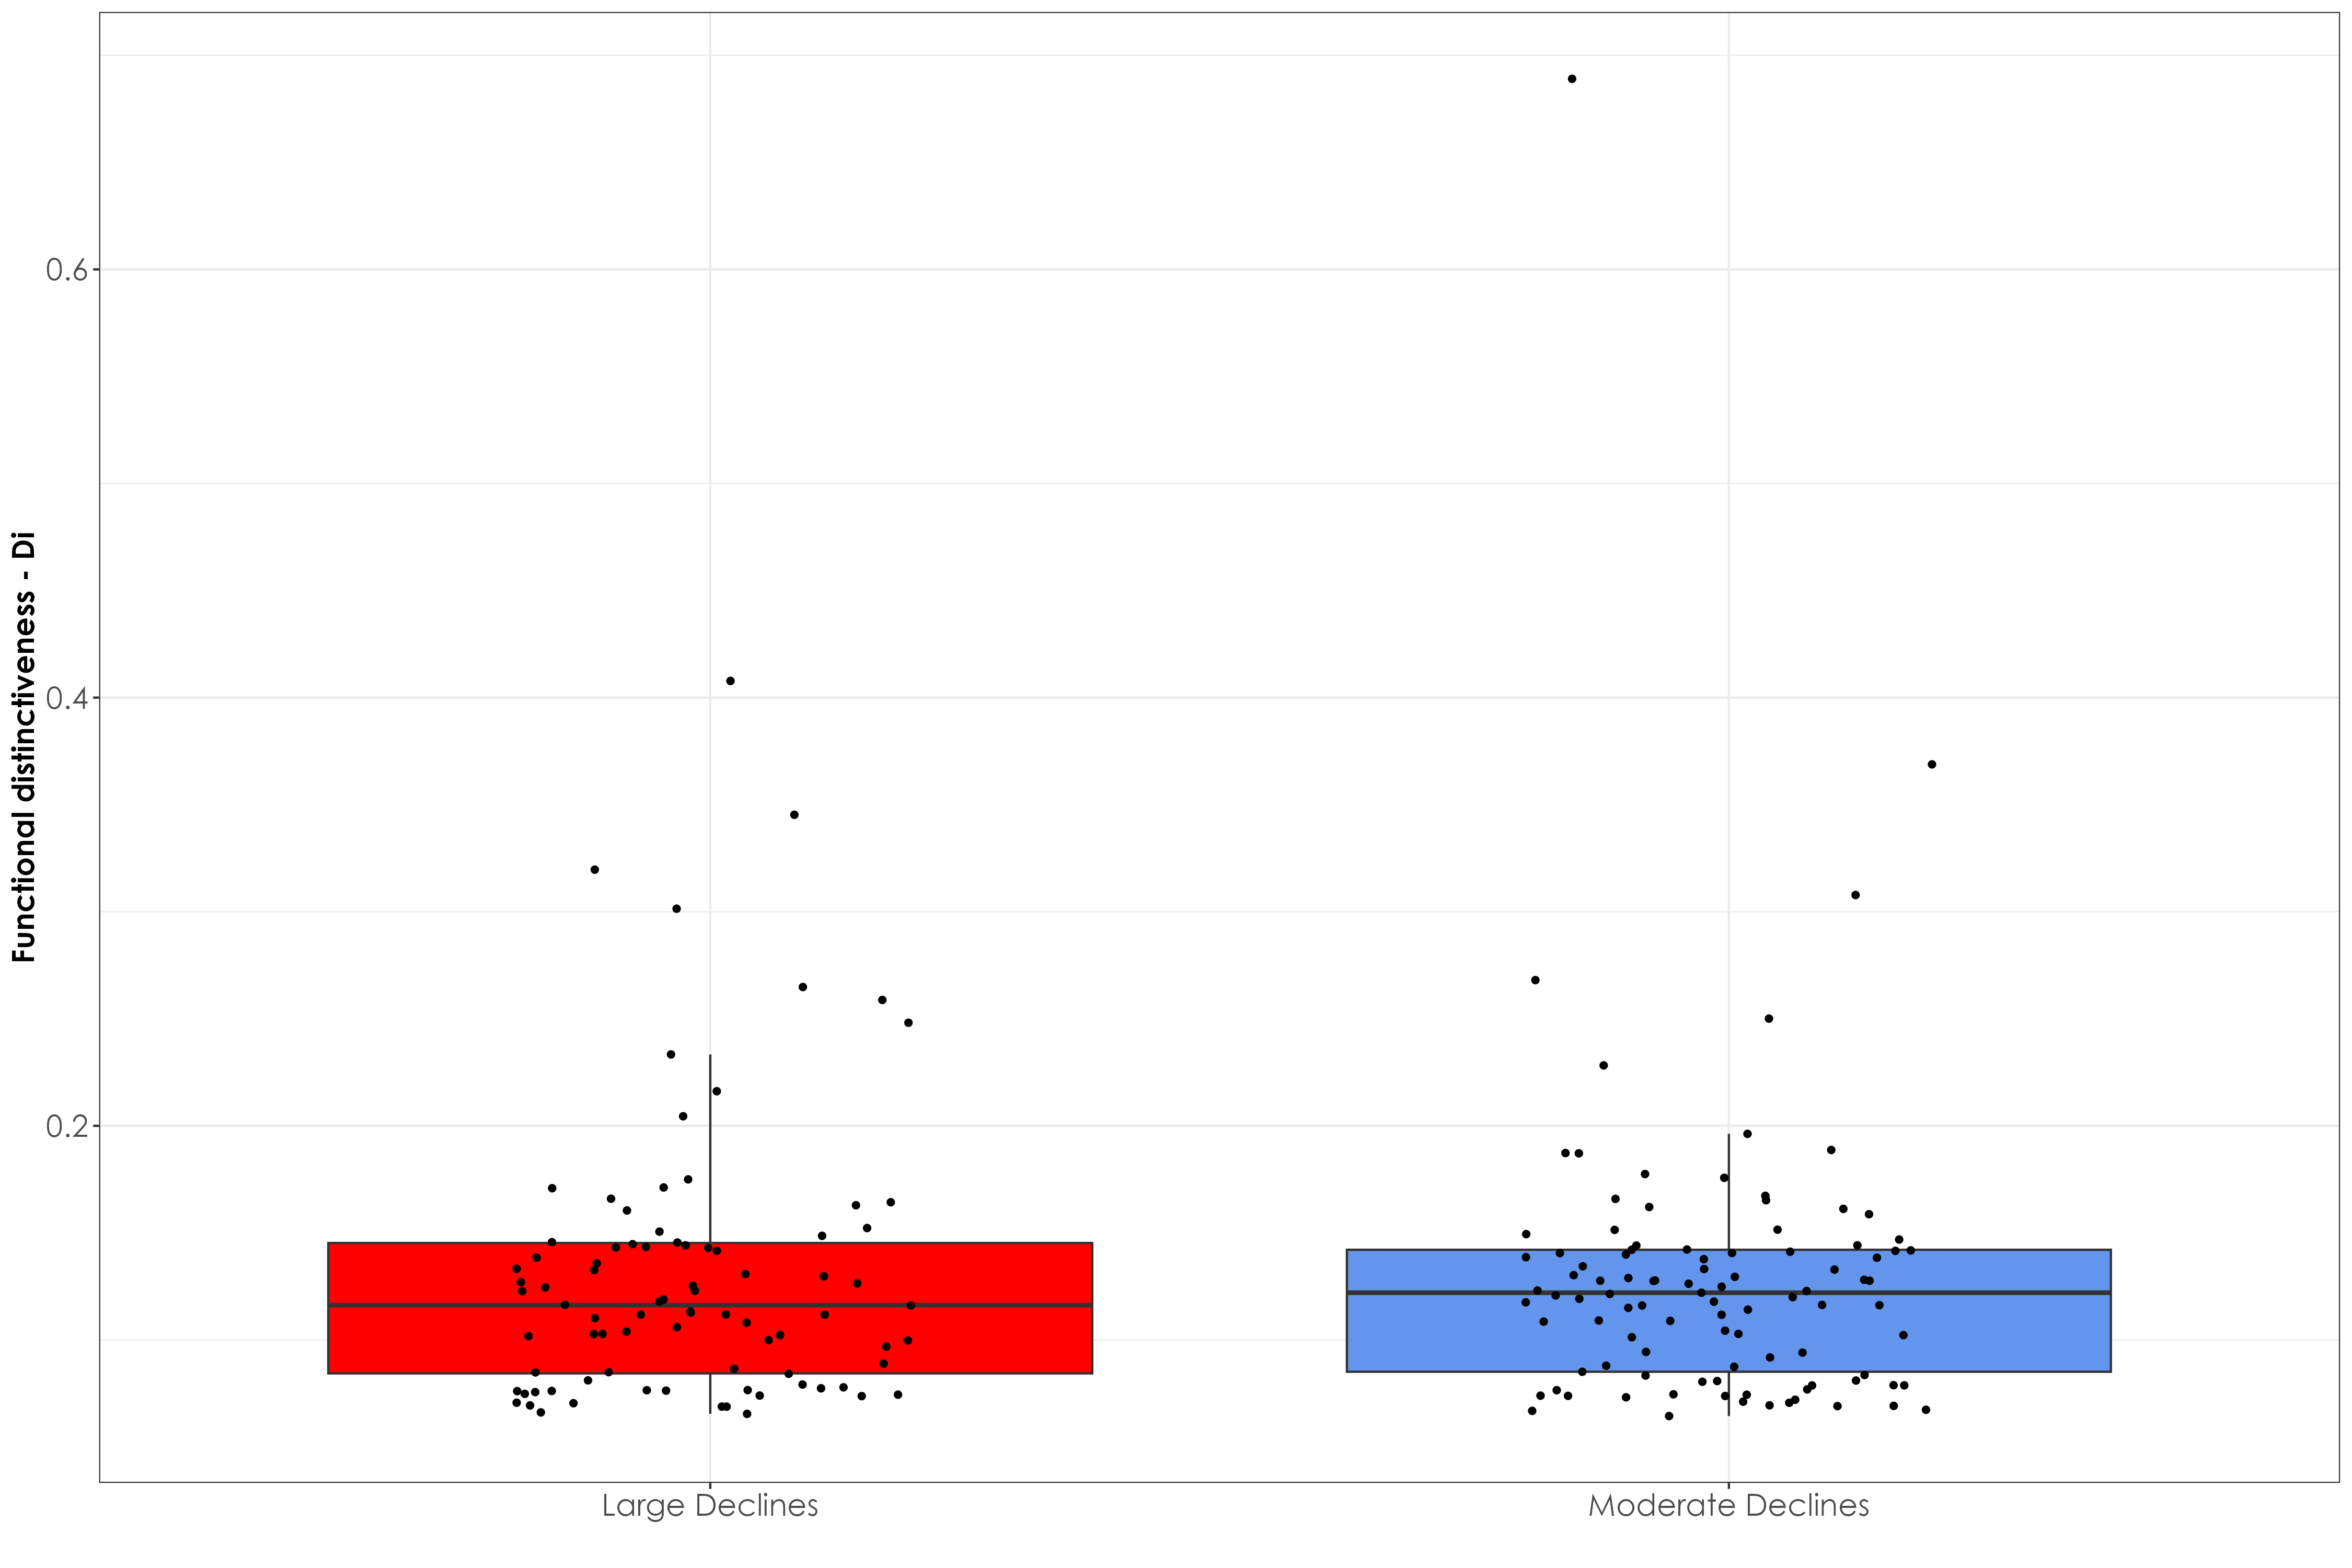 Functional distinctiveness - Di
0.6
0.4
0.2
Large Declines
Moderate Declines